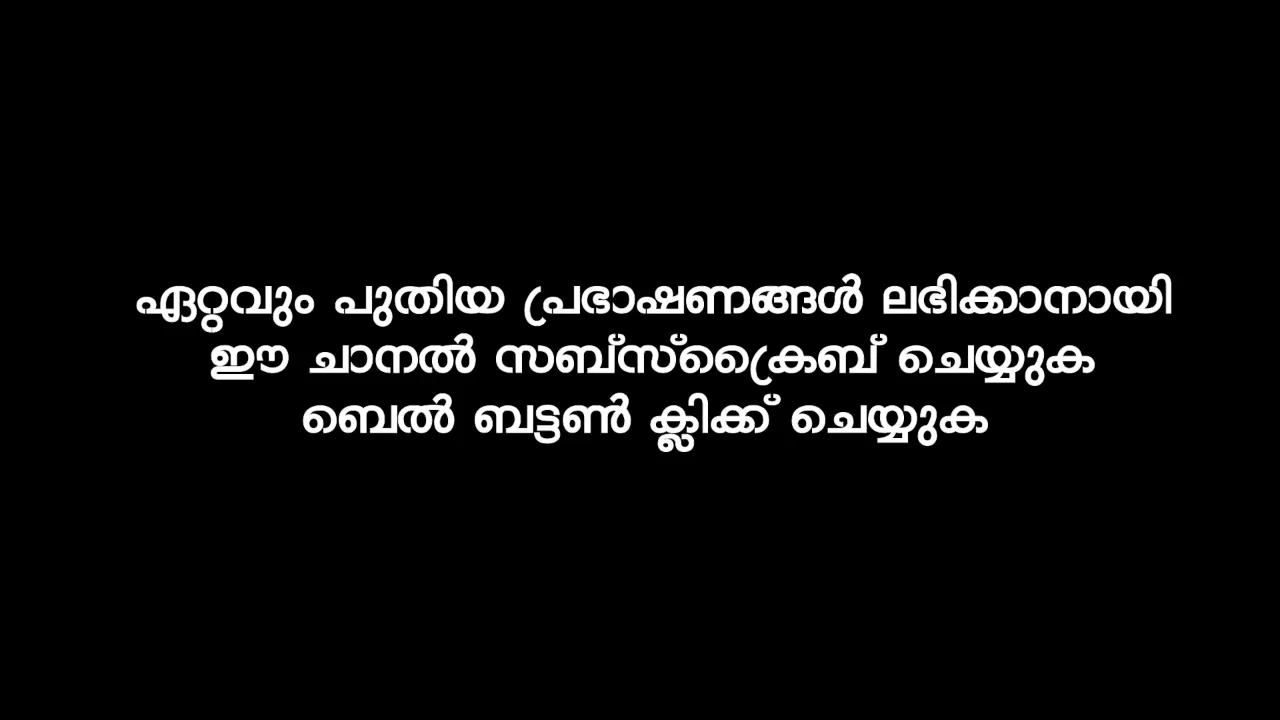 ഏറ്റവും പുതിയ പ്രഭാഷണങ്ങൾ ലഭിക്കാനായി
ഈ ചാനൽ സബ്സ്ക്രൈബ് ചെയ്യുക
ബെൽ ബട്ടൺ ക്ലിക്ക് ചെയ്യുക